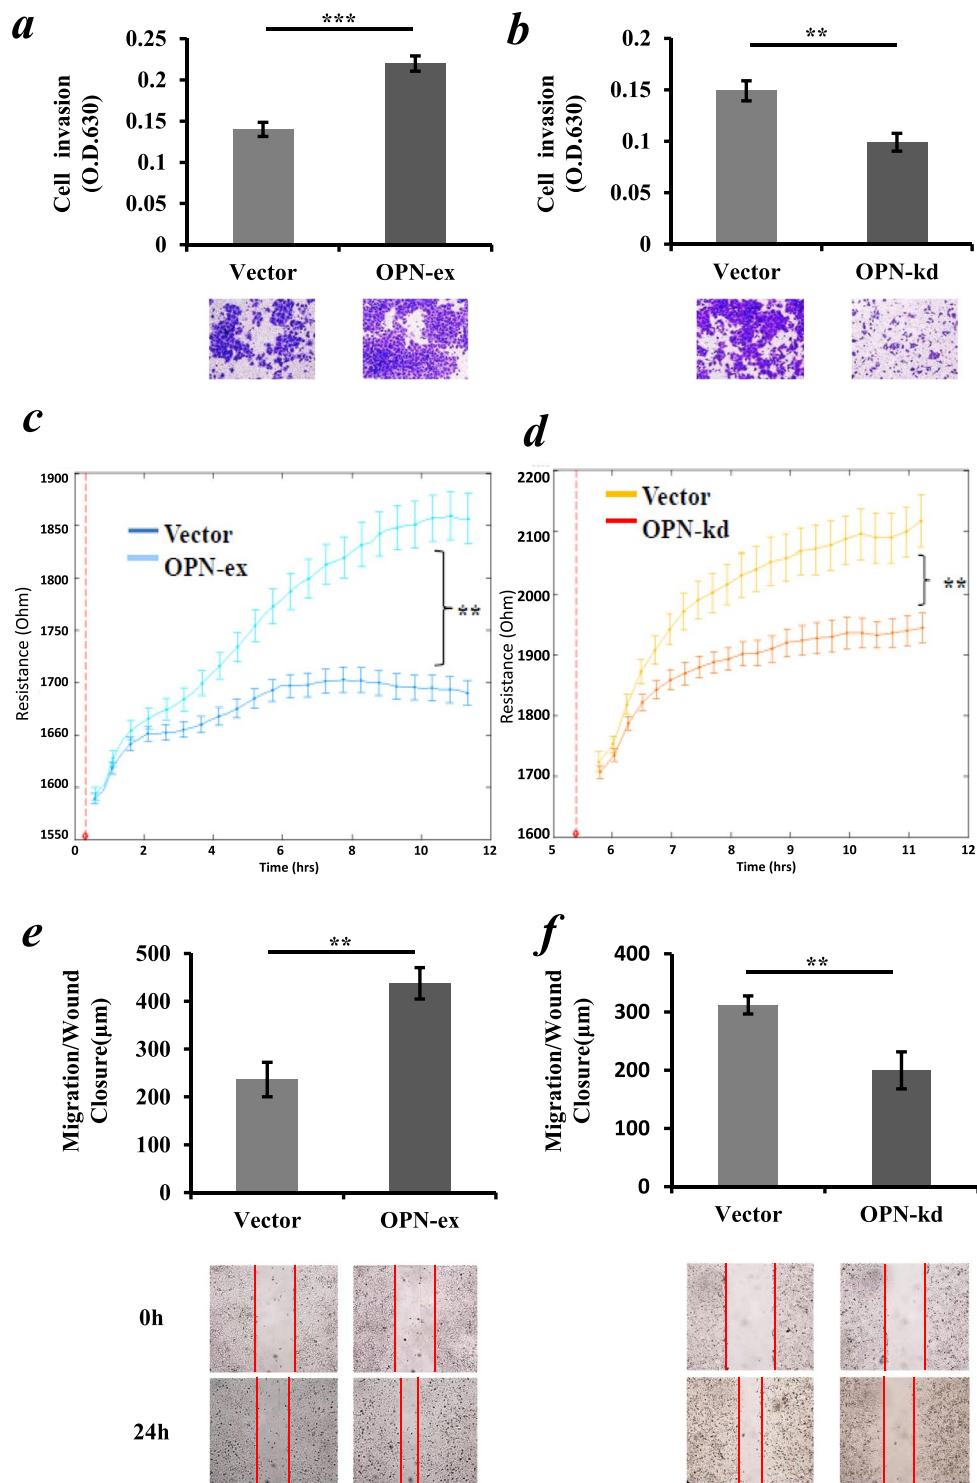 a
***
0.25
0.2
0.15
0.1
0.05
0
Cell invasion
(O.D.630)
Vector
OPN-ex
b
**
0.2
0.15
0.1
0.05
0
Cell invasion
(O.D.630)
Vector
OPN-kd
c
1900
1850
1800
1750
1700
1660
1600
1550
Resistance (Ohm)
Vector
OPN-ex
**
0 2 4 6 8 10 12
Time (hrs)
d
2200
2100
2000
1900
1800
1700
1600
Resistance (Ohm)
Vector
OPN-kd
**
5 6 7 8 9 10 11 12
Time (hrs)
e
**
500
400
300
200
100
0
Migration/Wound
Closure(µm)
Vector
OPN-ex
f
**
400
300
200
100
0
Migration/Wound
Closure(µm)
Vector
OPN-kd
0h
24h